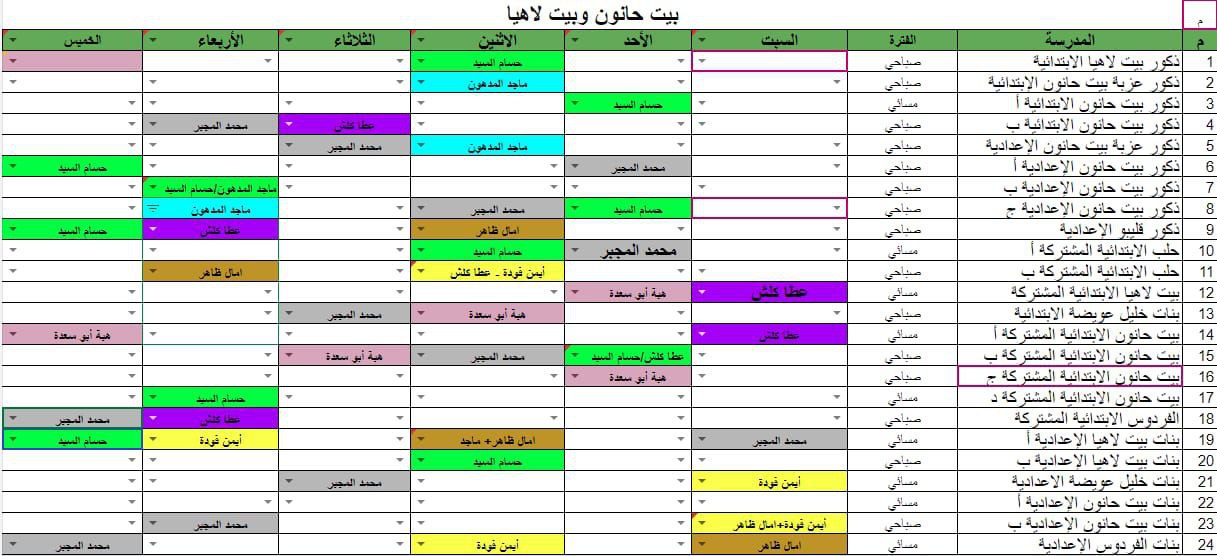 بيت حانون وبيت لاهيا
م
م المدرسة الفترة السبت الأحد الاثنين الثلاثاء الأربعاء الخميس
1 ذكور بيت لاهيا الابتدائية صباحي حسام السيد
2 ذكور عزبة بيت حانون الإبتدائية صباحي ماجد المدهون
3 ذكور بيت حانون الابتدائية أ مسائي حسام السيد
4 ذكور بيت حانون الابتدائية ب صباحي عطا كلش محمد المجبر
5 ذكور عزبة بيت حانون الإعدادية صباحي ماجد المدهون محمد المجبر
6 ذكور بيت حانون الإعدادية أ صباحي محمد المجبر حسام السيد
7 ذكور بيت حانون الإعدادية ب صباحي ماجد المدهون/حسام السيد
8 ذكور بيت حانون الإعدادية ج صباحي حسام السيد محمد المجبر ماجد المدهون
9 ذكور قليبو الإعدادية صباحي امال ظاهر عطا كلش حسام السيد
10 حلب الابتدائية المشتركة أ مسائي محمد المجبر حسام السيد
11 حلب الابتدائية المشتركة ب صباحي أيمن فودة ـ عطا كلش امال ظاهر
12 بيت لاهيا الابتدائية المشتركة مسائي عطا كلش هبة أبو سعدة
13 بنات خليل عويضة الابتدائية صباحي هبة أبو سعدة محمد المجبر
14 بيت حانون الابتدائية المشتركة أ مسائي عطا كلش هبة أبو سعدة
15 بيت حانون الابتدائية المشتركة ب صباحي عطا كلش/حسام السيد محمد المجبر هبة أبو سعدة
16 بيت حانون الابتدائية المشتركة ج صباحي هبة أبو سعدة
17 بيت حانون الابتدائية المشتركة د مسائي حسام السيد
18 الفردوس الابتدائية المشتركة صباحي عطا كلش محمد المجبر
19 بنات بيت لاهيا الإعدادية أ مسائي محمد المجبر امال ظاهر+ ماجد أيمن فودة حسام السيد
20 بنات بيت لاهيا الإعدادية ب صباحي حسام السيد
21 بنات خليل عويضة الاعدادية مسائي أيمن فودة محمد المجبر
22 بنات بيت حانون الإعدادية أ مسائي
23 بنات بيت حانون الإعدادية ب صباحي أيمن فودة+امال ظاهر محمد المجبر
24 بنات الفردوس الإعدادية مسائي امال ظاهر أيمن فودة محمد المجبر